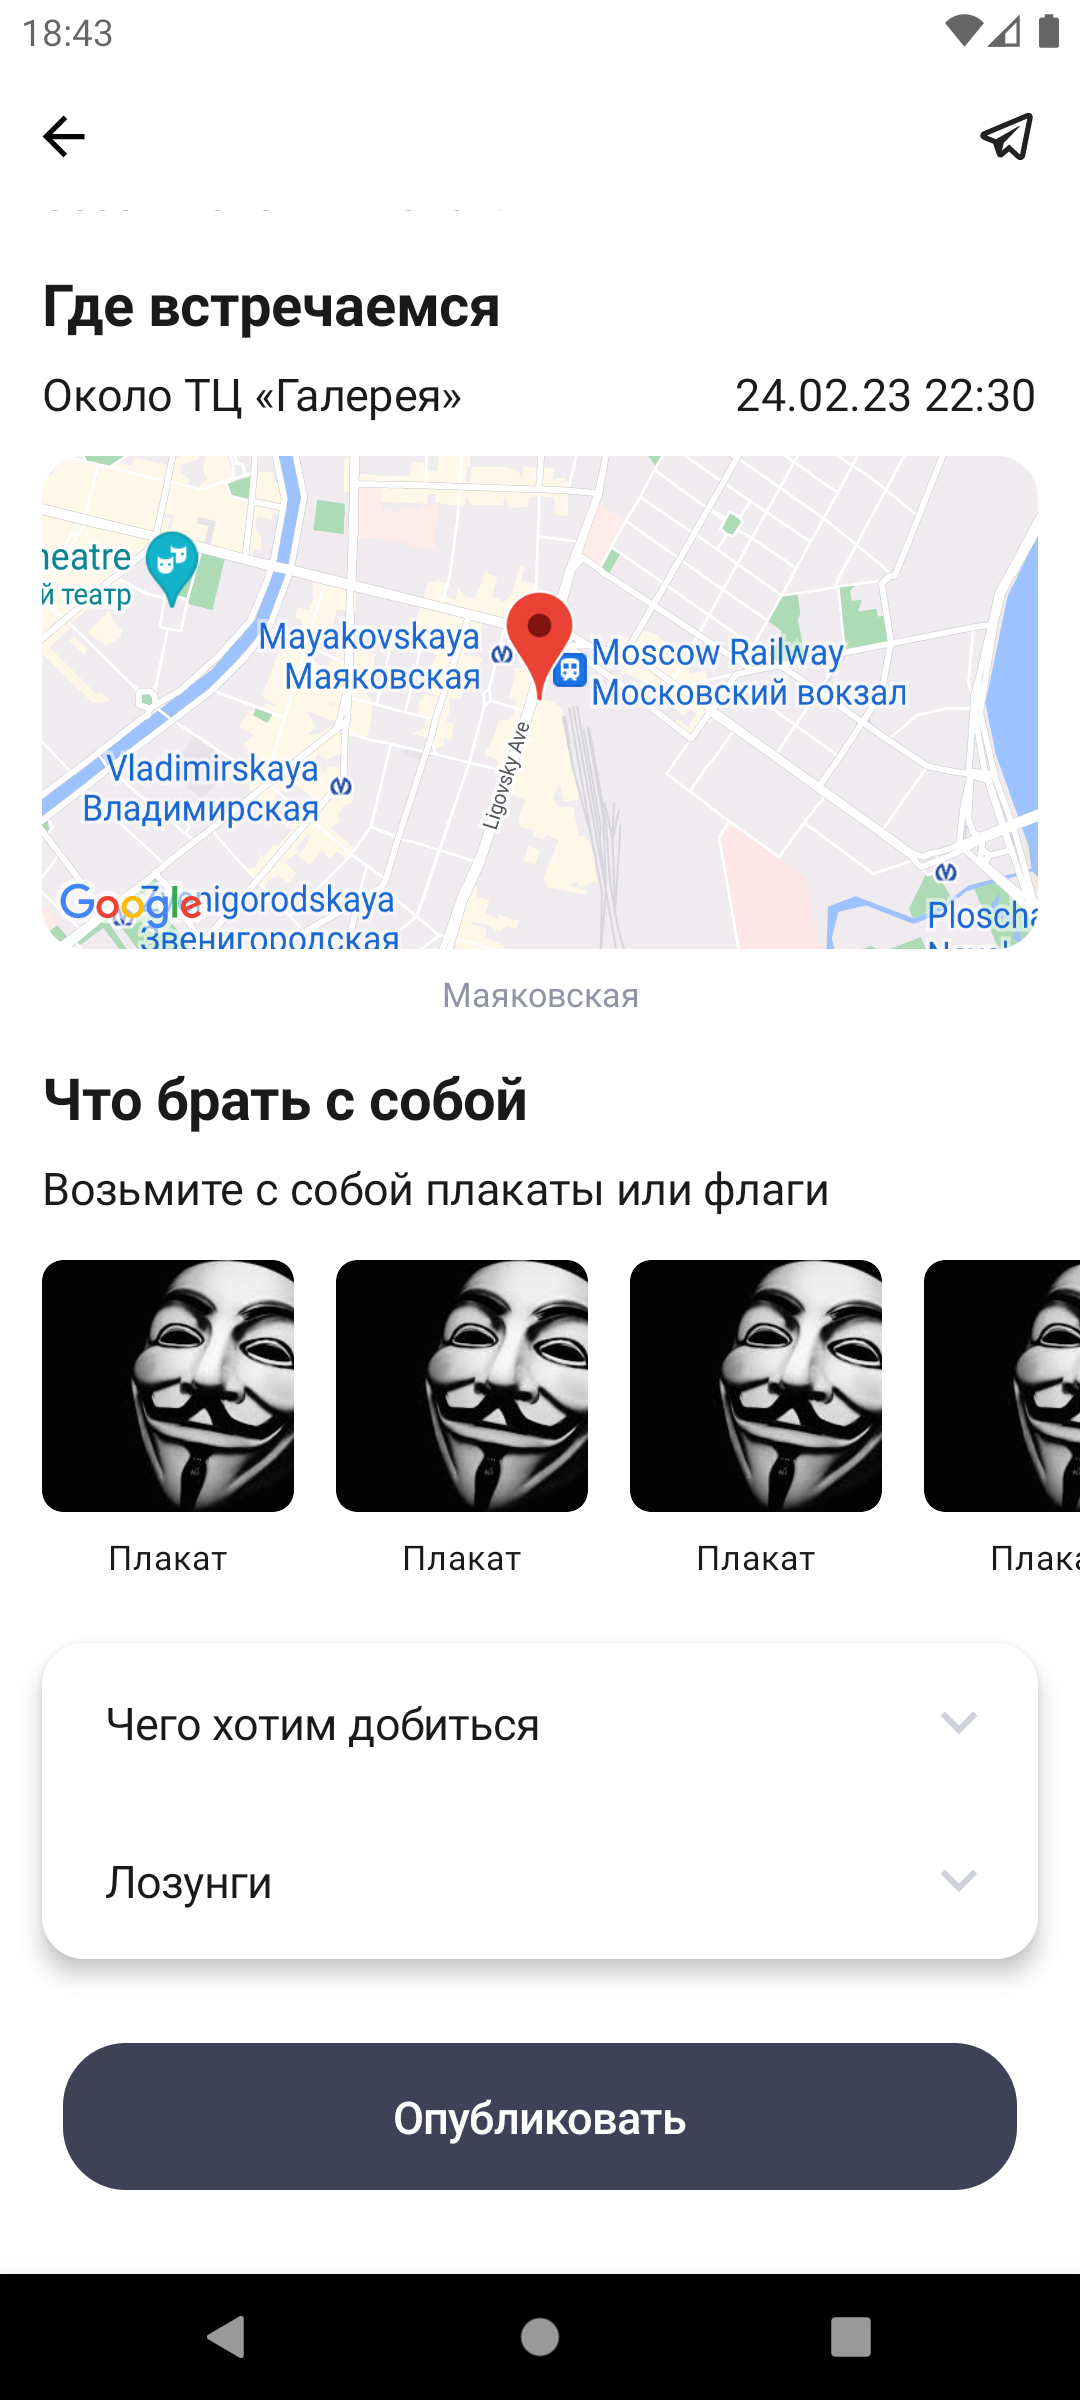 18:43
Где встречаемся
Около ТЦ «Галерея»
24.02.23 22:30
heatre
й театр
Mayakovskaya
Маяковская
Moscow Railway
Московский вокзал
Ligovsky Ave
Vladimirskaya
Владимирская
Google
Звенигородская
Маяковская
Что брать с собой
Возьмите с собой плакаты или флаги
Плакат
Плакат
Плакат
Плака
Чего хотим добиться
Лозунги
Опубликовать